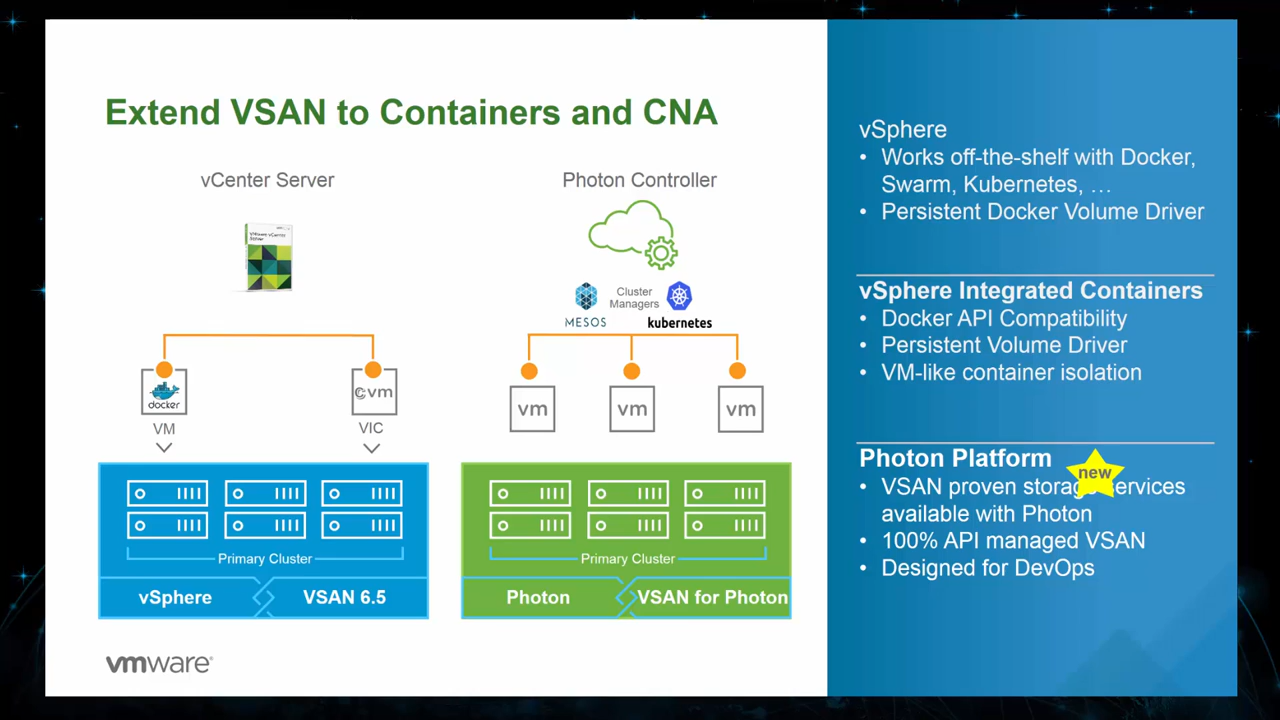 Extend VSAN to Containers and CNA
vCenter Server
Photon Controller
Cluster
Managers
MESOS
kubernetes
docker
VM
cvm
VIC
vm
vm
vm
Primary Cluster
vSphere
VSAN 6.5
Primary Cluster
Photon
VSAN for Photon
vmware
vSphere
• Works off-the-shelf with Docker,
Swarm, Kubernetes, …
• Persistent Docker Volume Driver
vSphere Integrated Containers
• Docker API Compatibility
• Persistent Volume Driver
• VM-like container isolation
Photon Platform
new
• VSAN proven storage services
available with Photon
• 100% API managed VSAN
• Designed for DevOps